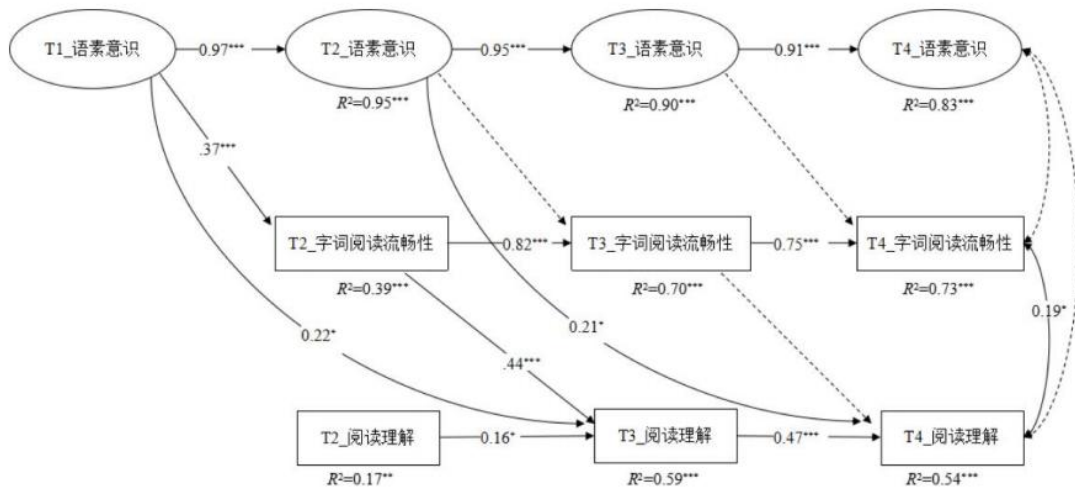 T1_语素意识 0.97*** T2_语素意识 0.95*** T3_语素意识 0.91*** T4_语素意识
R²=0.95*** R²=0.90*** R²=0.83***
.37***
T2_字词阅读流畅性 0.82*** T3_字词阅读流畅性 0.75*** T4_字词阅读流畅性
R²=0.39*** R²=0.70*** R²=0.73***
0.22* 0.21* 0.19*
.44***
T2_阅读理解 0.16* T3_阅读理解 0.47*** T4_阅读理解
R²=0.17** R²=0.59*** R²=0.54***